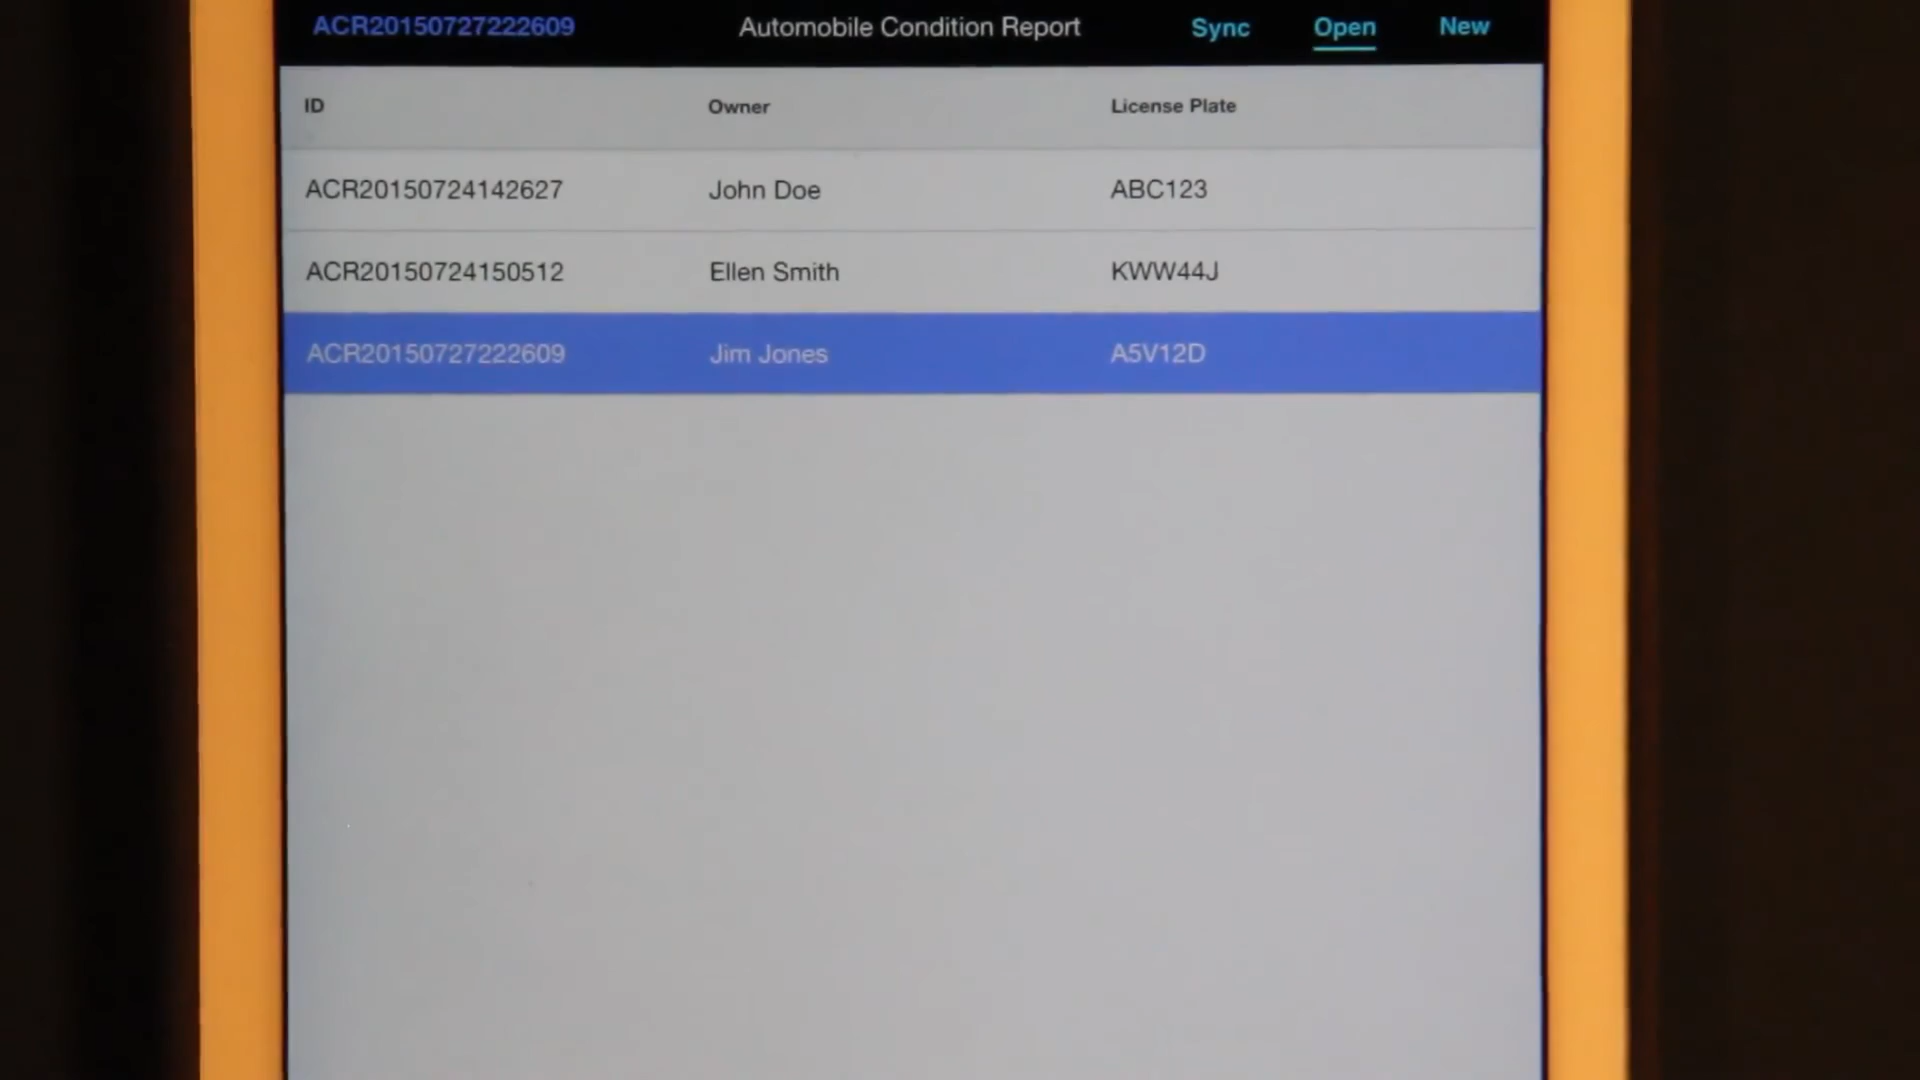 ACR20150727222609 Automobile Condition Report Sync Open New
ID Owner License Plate
ACR20150724142627 John Doe ABC123
ACR20150724150512 Ellen Smith KWW44J
ACR20150727222609 Jim Jones A5V12D